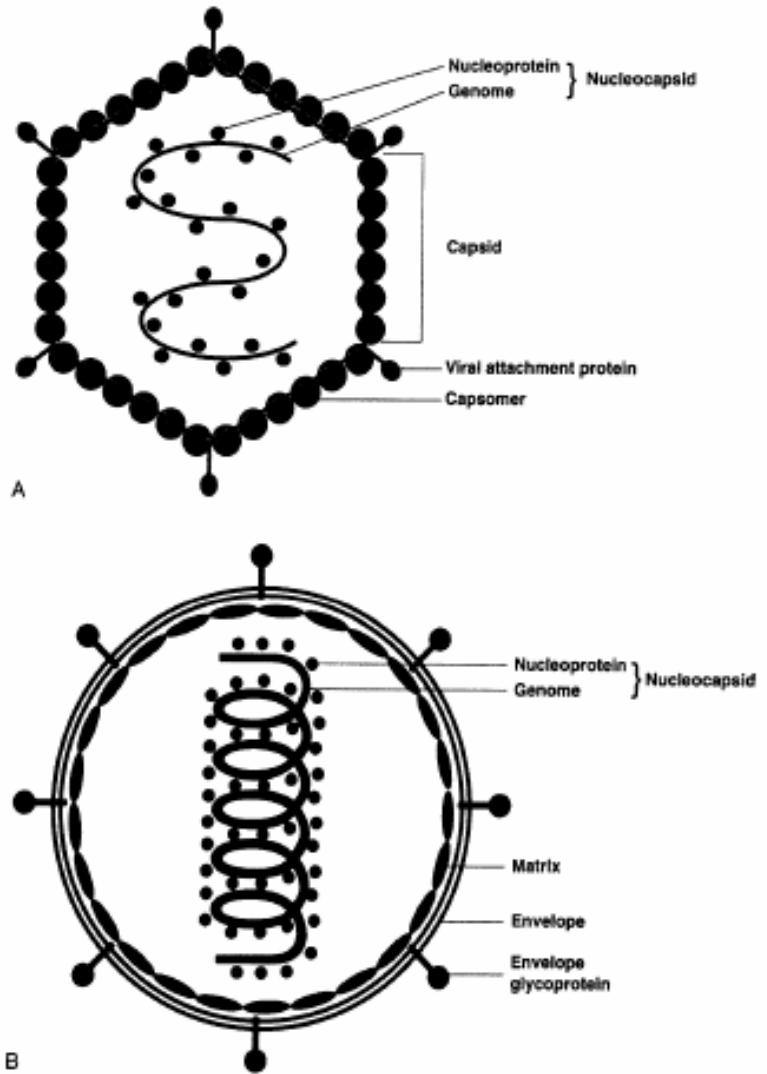 Nucleoprotein } Nucleocapsid
Genome
Capsid
Viral attachment protein
Capsomer
A
Nucleoprotein } Nucleocapsid
Genome
Matrix
Envelope
Envelope
glycoprotein
B